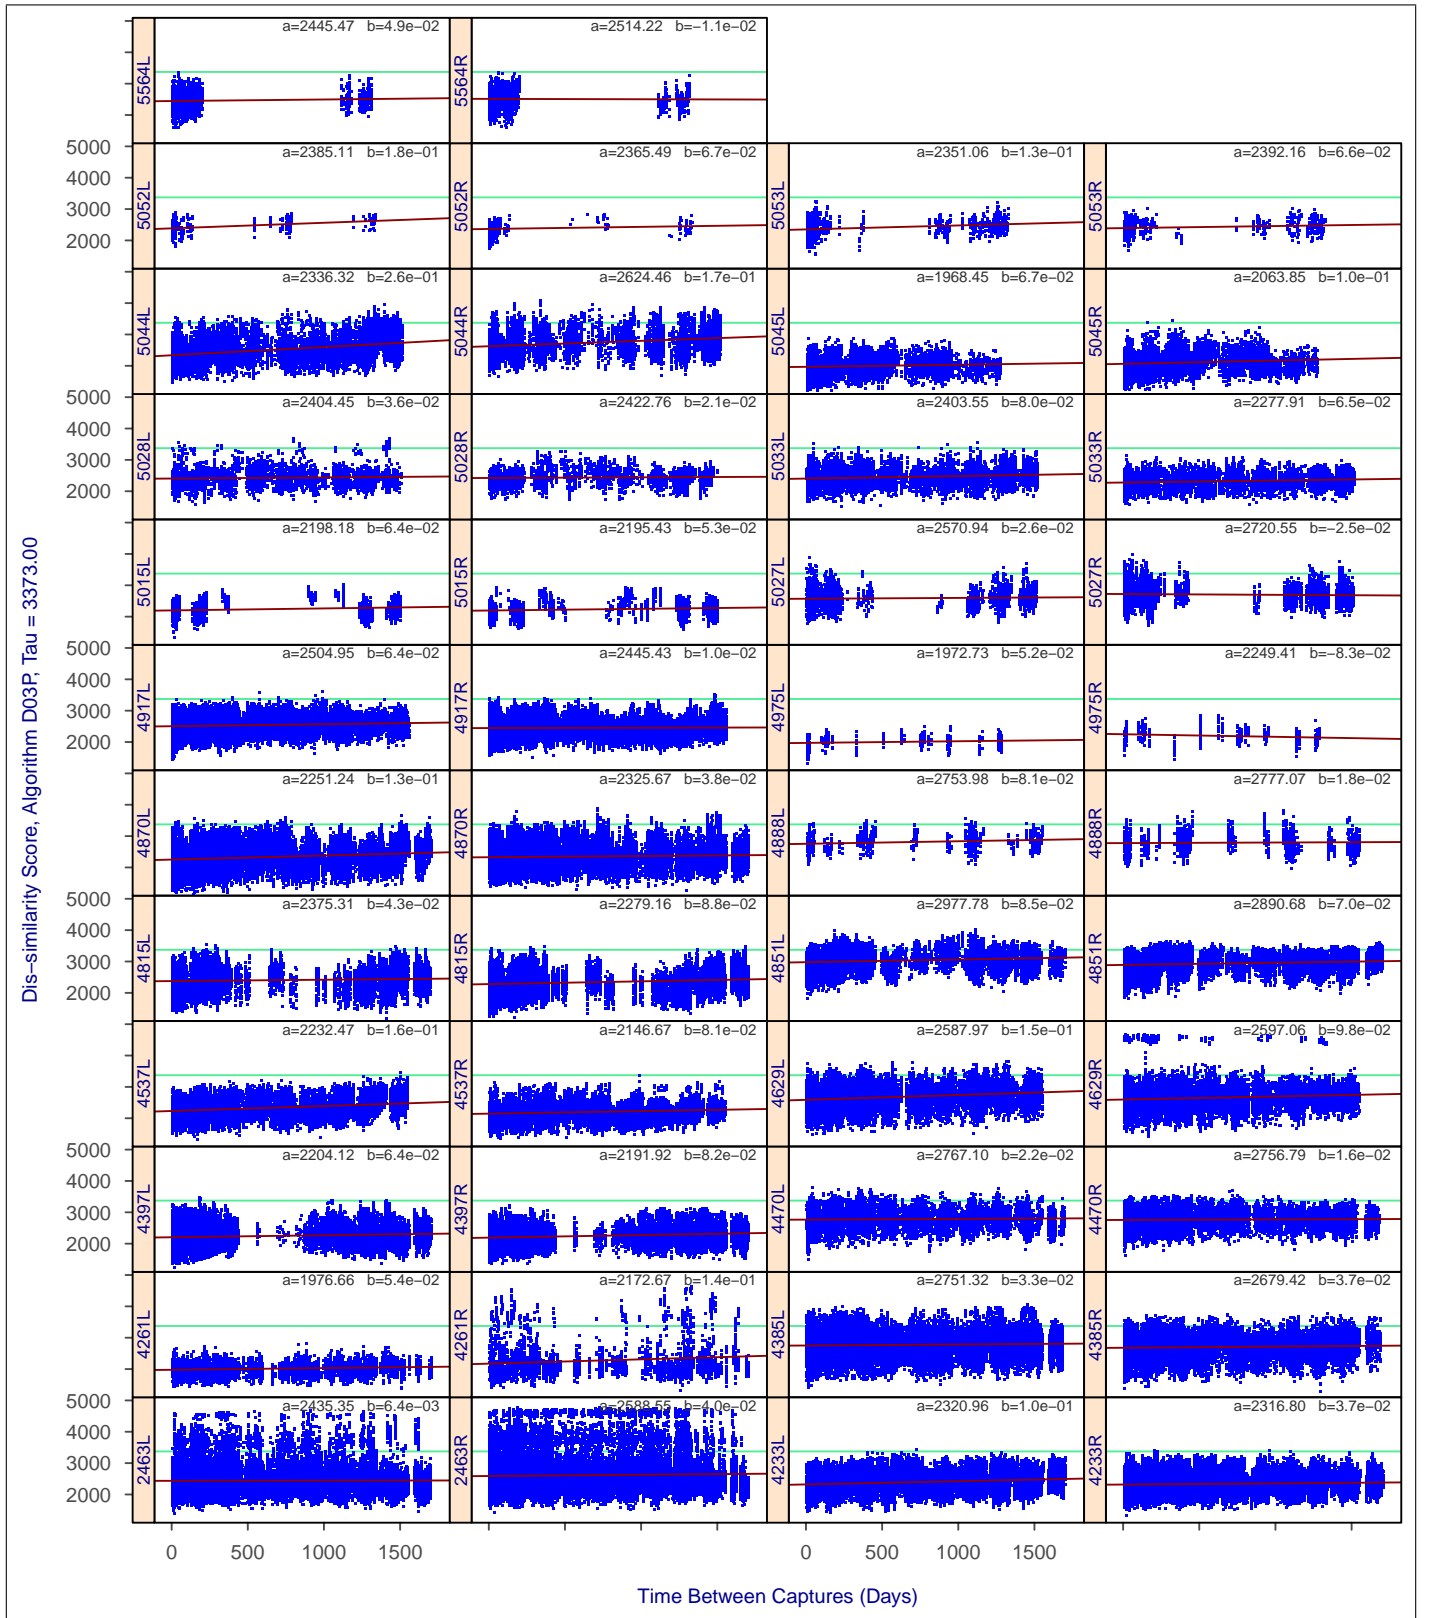 a=2445.47 b=4.9e−02
a=2514.22 b=−1.1e−02
5564L
5564R
a=2385.11 b=1.8e−01
a=2365.49 b=6.7e−02
a=2351.06 b=1.3e−01
a=2392.16 b=6.6e−02
5052L
5052R
5053L
5053R
5000
4000
3000
2000
a=2336.32 b=2.6e−01
a=2624.46 b=1.7e−01
a=1968.45 b=6.7e−02
a=2063.85 b=1.0e−01
5044L
5044R
5045L
5045R
a=2404.45 b=3.6e−02
a=2422.76 b=2.1e−02
a=2403.55 b=8.0e−02
a=2277.91 b=6.5e−02
5028L
5028R
5033L
5033R
5000
4000
3000
2000
a=2198.18 b=6.4e−02
a=2195.43 b=5.3e−02
a=2570.94 b=2.6e−02
a=2720.55 b=−2.5e−02
5015L
5015R
5027L
5027R
a=2504.95 b=6.4e−02
a=2445.43 b=1.0e−02
a=1972.73 b=5.2e−02
a=2249.41 b=−8.3e−02
4917L
4917R
4975L
4975R
5000
4000
3000
2000
a=2251.24 b=1.3e−01
a=2325.67 b=3.8e−02
a=2753.98 b=8.1e−02
a=2777.07 b=1.8e−02
4870L
4870R
4888L
4888R
a=2375.31 b=4.3e−02
a=2279.16 b=8.8e−02
a=2977.78 b=8.5e−02
a=2890.68 b=7.0e−02
4815L
4815R
4851L
4851R
5000
4000
3000
2000
a=2232.47 b=1.6e−01
a=2146.67 b=8.1e−02
a=2587.97 b=1.5e−01
a=2597.06 b=9.8e−02
4537L
4537R
4629L
4629R
a=2204.12 b=6.4e−02
a=2191.92 b=8.2e−02
a=2767.10 b=2.2e−02
a=2756.79 b=1.6e−02
4397L
4397R
4470L
4470R
5000
4000
3000
2000
a=1976.66 b=5.4e−02
a=2172.67 b=1.4e−01
a=2751.32 b=3.3e−02
a=2679.42 b=3.7e−02
4261L
4261R
4385L
4385R
a=2435.35 b=6.4e−03
a=2588.55 b=4.0e−02
a=2320.96 b=1.0e−01
a=2316.80 b=3.7e−02
2463L
2463R
4233L
4233R
5000
4000
3000
2000
0 500 1000 1500
0 500 1000 1500
Time Between Captures (Days)
Dis−similarity Score, Algorithm D03P, Tau = 3373.00